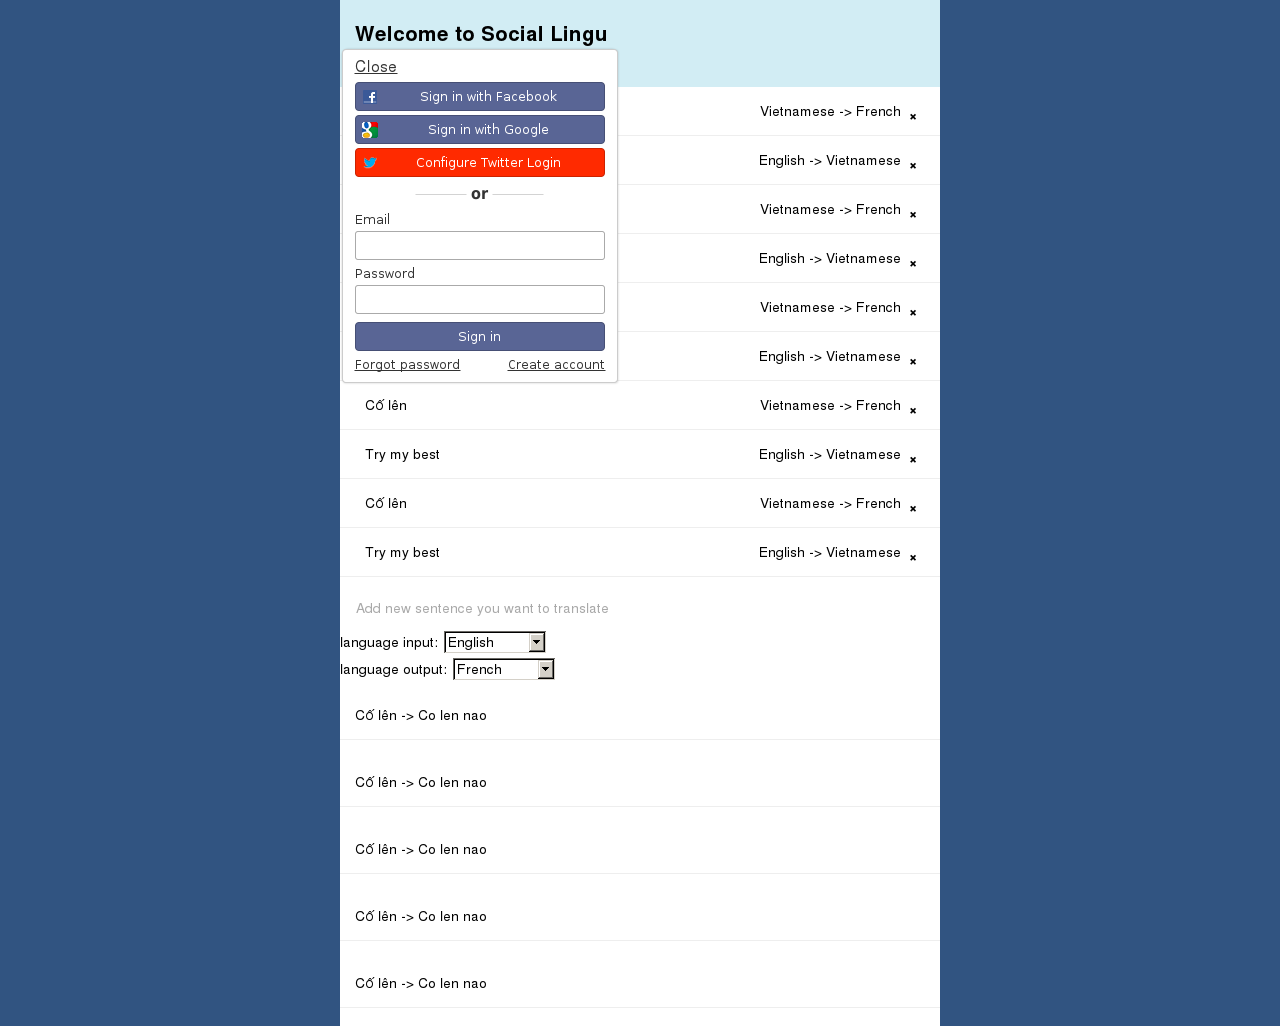 Welcome to Social Lingu
Close
Sign in with Facebook
Sign in with Google
Configure Twitter Login
or
Email
Password
Sign in
Forgot password Create account
Vietnamese -> French ×
English -> Vietnamese ×
Vietnamese -> French ×
English -> Vietnamese ×
Vietnamese -> French ×
English -> Vietnamese ×
Cố lên Vietnamese -> French ×
Try my best English -> Vietnamese ×
Cố lên Vietnamese -> French ×
Try my best English -> Vietnamese ×
Add new sentence you want to translate
language input: English
language output: French
Cố lên -> Co len nao
Cố lên -> Co len nao
Cố lên -> Co len nao
Cố lên -> Co len nao
Cố lên -> Co len nao